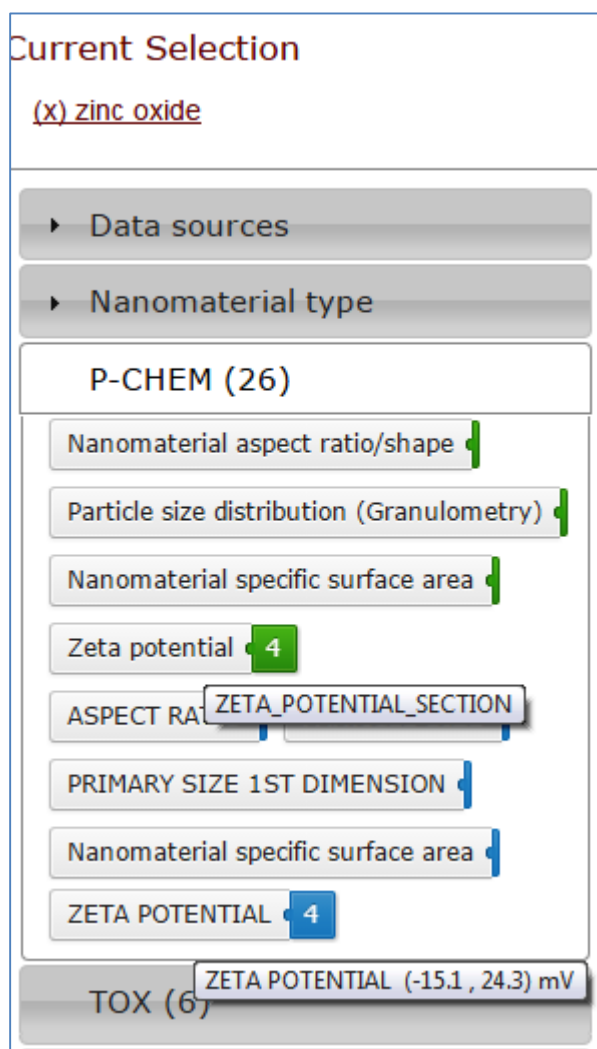 Current Selection
(x) zinc oxide
Data sources
Nanomaterial type
P-CHEM (26)
Nanomaterial aspect ratio/shape
Particle size distribution (Granulometry)
Nanomaterial specific surface area
Zeta potential 4
ZETA_POTENTIAL_SECTION
ASPECT RAT
PRIMARY SIZE 1ST DIMENSION
Nanomaterial specific surface area
ZETA POTENTIAL 4
ZETA POTENTIAL (-15.1 , 24.3) mV
TOX (6)